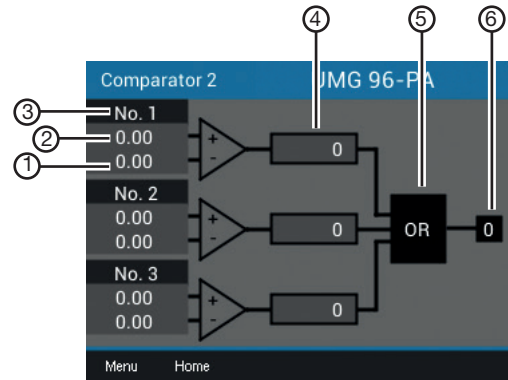 4 5 6
Comparator 2 UMG 96-PA
3 No. 1
2 0.00 + 0
1 0.00 -
No. 2
0.00 + 0 OR 0
0.00 -
No. 3
0.00 + 0
0.00 -
Menu Home